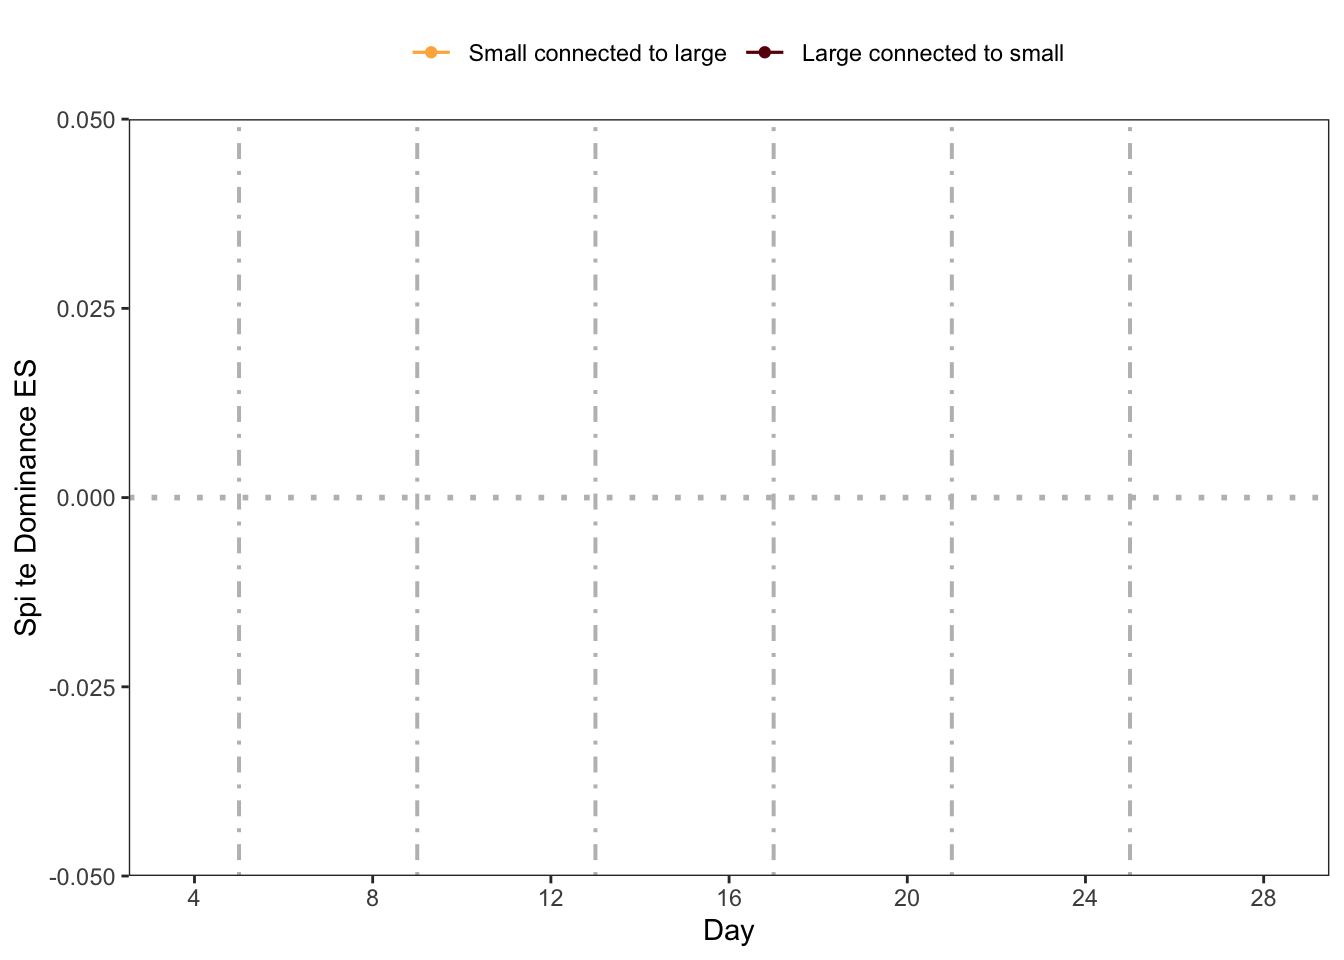 Small connected to large
Large connected to small
0.050
0.025
0.000
-0.025
-0.050
Spi te Dominance ES
4 8 12 16 20 24 28
Day